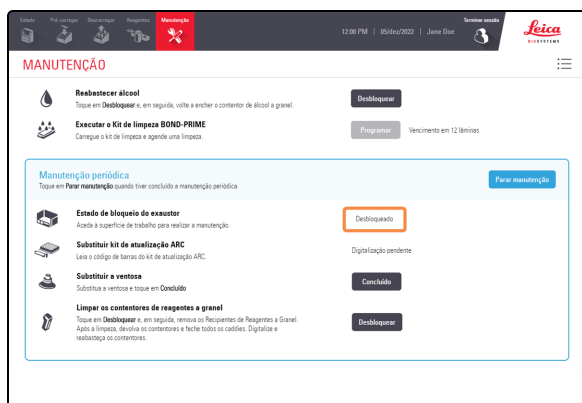 Estado Pré-carregar Descarregar Reagentes Manutenção
12:00 PM | 05/dez/2022 | Jane Doe
Terminar sessão
Leica
BIOSYSTEMS
MANUTENÇÃO
Reabastecer álcool
Toque em Desbloquear e, em seguida, volte a encher o contentor de álcool a granel.
Desbloquear
Executar o Kit de limpeza BOND-PRIME
Carregue o kit de limpeza e agende uma limpeza.
Programar
Vencimento em 12 lâminas
Manutenção periódica
Toque em Parar manutenção quando tiver concluído a manutenção periódica.
Parar manutenção
Estado de bloqueio do exaustor
Aceda à superfície de trabalho para realizar a manutenção.
Desbloqueado
Substituir kit de atualização ARC
Leia o código de barras do kit de atualização ARC.
Digitalização pendente
Substituir a ventosa
Substitua a ventosa e toque em Concluído
Concluído
Limpar os contentores de reagentes a granel
Toque em Desbloquear e, em seguida, remova os Recipientes de Reagentes a Granel.
Após a limpeza, devolva os contentores e feche todos os caddies. Digitalize e
reabasteça os contentores.
Desbloquear